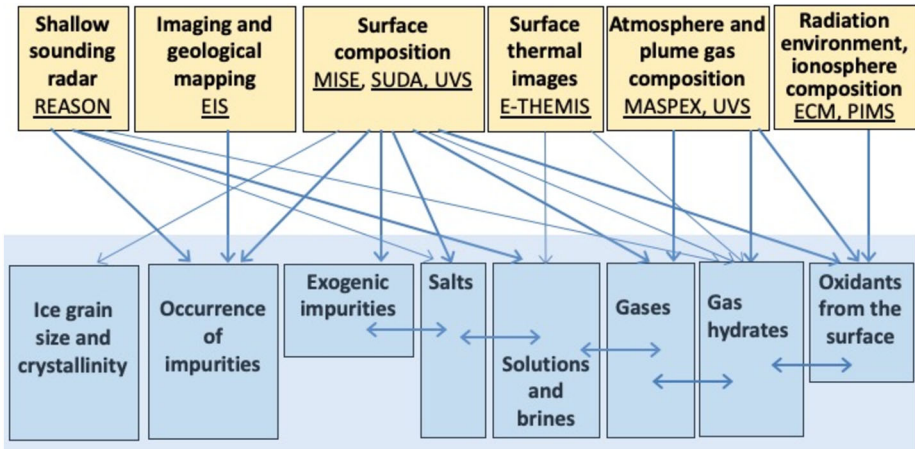 Shallow
sounding
radar
REASON
Imaging and
geological
mapping
EIS
Surface
composition
MISE, SUDA, UVS
Surface
thermal
images
E-THEMIS
Atmosphere
and plume gas
composition
MASPEX, UVS
Radiation
environment,
ionosphere
composition
ECM, PIMS
Ice grain
size and
crystallinity
Occurrence
of
impurities
Exogenic
impurities
Salts
Solutions
and
brines
Gases
Gas
hydrates
Oxidants
from the
surface